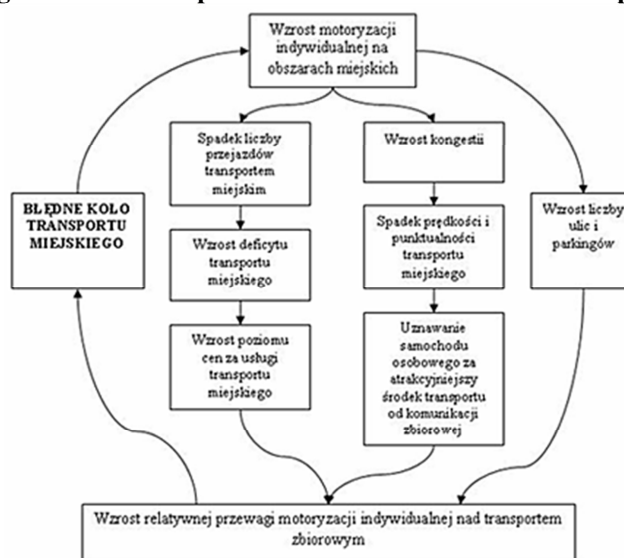 Wzrost motoryzacji
indywidualnej na
obszarach miejskich
Spadek liczby
przejazdów
transportem
miejskim
Wzrost kongestii
BŁĘDNE KOŁO
TRANSPORTU
MIEJSKIEGO
Wzrost deficytu
transportu
miejskiego
Spadek prędkości i
punktualności
transportu
miejskiego
Wzrost liczby
ulic i
parkingów
Wzrost poziomu
cen za usługi
transportu
miejskiego
Uznawanie
samochodu
osobowego za
atrakcyjniejszy
środek transportu
od komunikacji
zbiorowej
Wzrost relatywnej przewagi motoryzacji indywidualnej nad transportem
zbiorowym